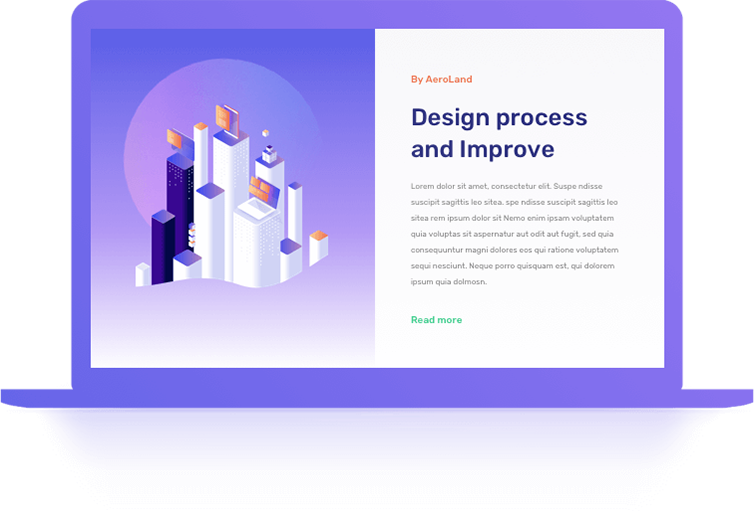 By AeroLand
Design process
and Improve
Lorem dolor sit amet, consectetur elit. Suspe ndisse
suscipit sagittis leo sitea. spe ndisse suscipit sagittis leo
sitea rem ipsum dolor sit Nemo enim ipsam voluptatem
quia voluptas sit aspernatur aut odit aut fugit, sed quia
consequuntur magni dolores eos qui ratione voluptatem
sequi nesciunt. Neque porro quisquam est, qui dolorem
ipsum quia dolmosn.
Read more